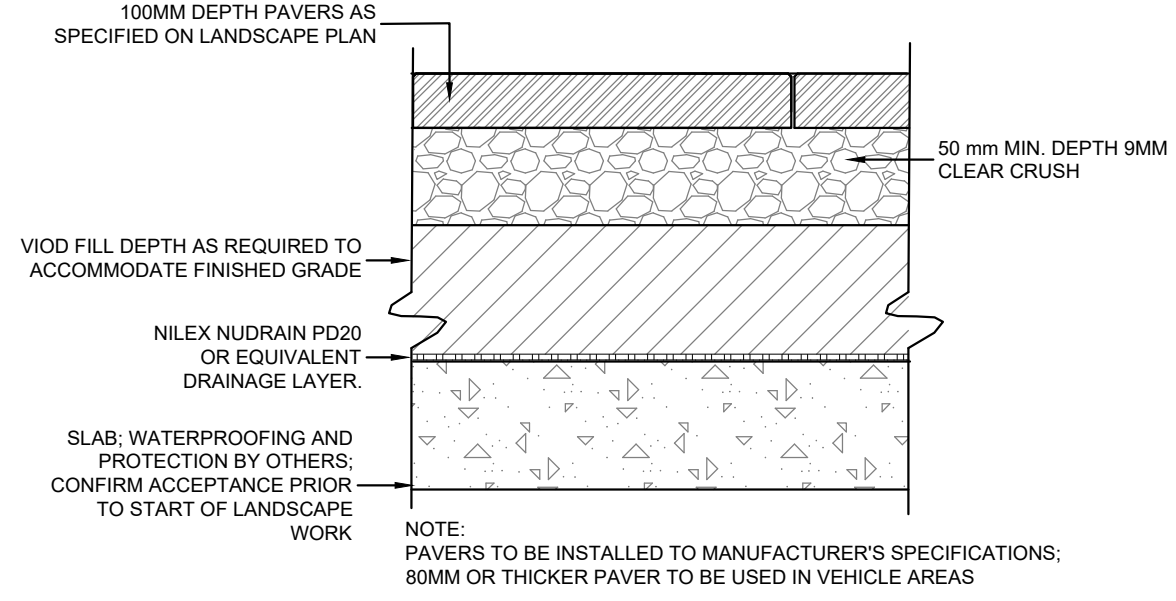 100MM DEPTH PAVERS AS
SPECIFIED ON LANDSCAPE PLAN
50 mm MIN. DEPTH 9MM
CLEAR CRUSH
VIOD FILL DEPTH AS REQUIRED TO
ACCOMMODATE FINISHED GRADE
NILEX NUDRAIN PD20
OR EQUIVALENT
DRAINAGE LAYER.
SLAB; WATERPROOFING AND
PROTECTION BY OTHERS;
CONFIRM ACCEPTANCE PRIOR
TO START OF LANDSCAPE
WORK
NOTE:
PAVERS TO BE INSTALLED TO MANUFACTURER'S SPECIFICATIONS;
80MM OR THICKER PAVER TO BE USED IN VEHICLE AREAS